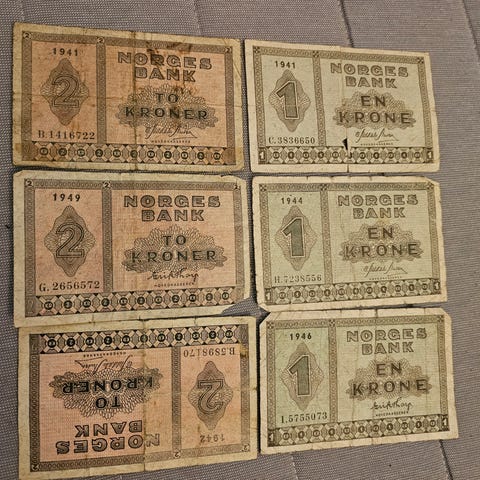 1941
NORGES
BANK
2
TO
KRONER
B.1416722
1941
NORGES
BANK
1
EN
KRONE
C.3836650
1949
NORGES
BANK
2
TO
KRONER
G.2656572
1944
NORGES
BANK
1
EN
KRONE
H.7238556
1942
NORGES
BANK
2
TO
KRONER
B.5898170
1946
NORGES
BANK
1
EN
KRONE
I.5755073